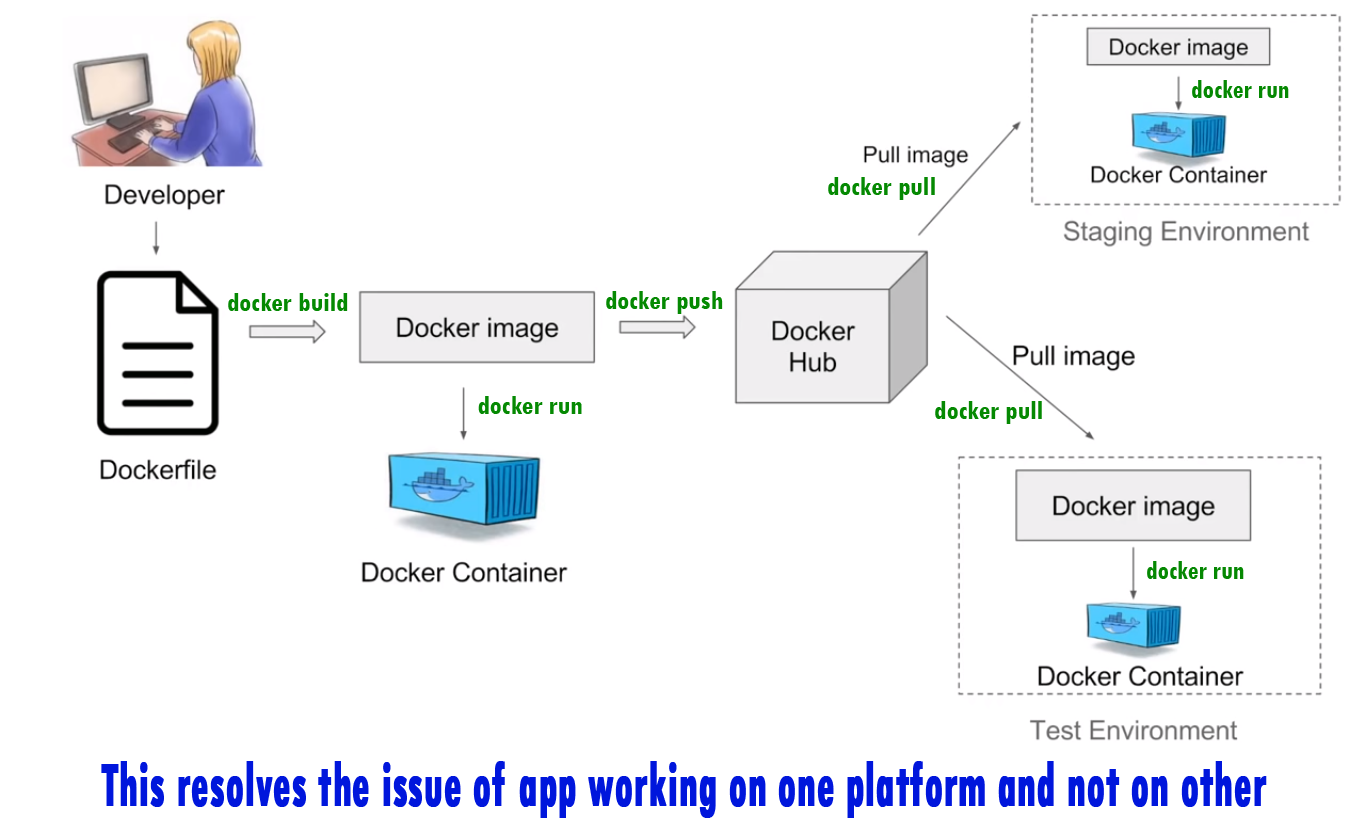 Developer
Dockerfile
docker build
Docker image
docker run
Docker Container
docker push
Docker
Hub
Pull image
docker pull
Docker image
docker run
Docker Container
Staging Environment
Pull image
docker pull
Docker image
docker run
Docker Container
Test Environment
This resolves the issue of app working on one platform and not on other